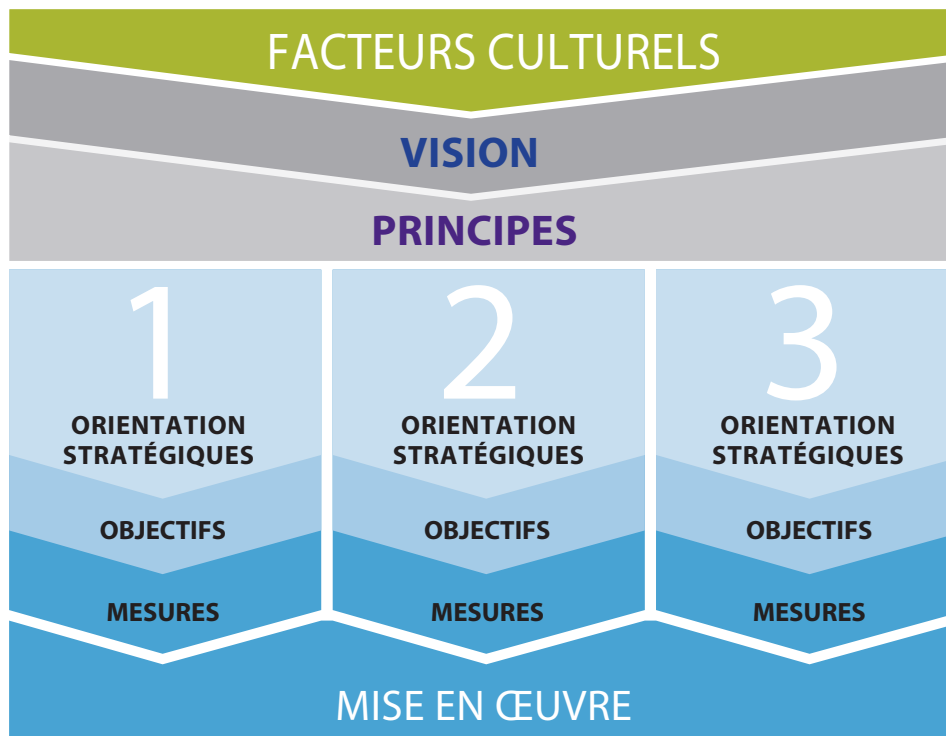 FACTEURS CULTURELS
VISION
PRINCIPES
1
ORIENTATION
STRATÉGIQUES
OBJECTIFS
MESURES
2
ORIENTATION
STRATÉGIQUES
OBJECTIFS
MESURES
3
ORIENTATION
STRATÉGIQUES
OBJECTIFS
MESURES
MISE EN ŒUVRE